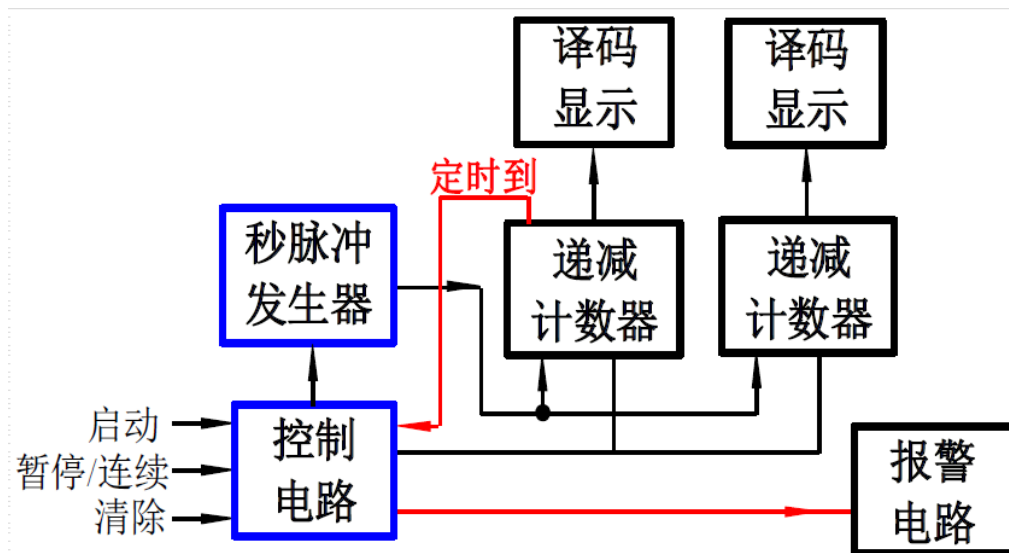 译码
显示
译码
显示
定时到
秒脉冲
发生器
递减
计数器
递减
计数器
启动
暂停/连续
清除
控制
电路
报警
电路